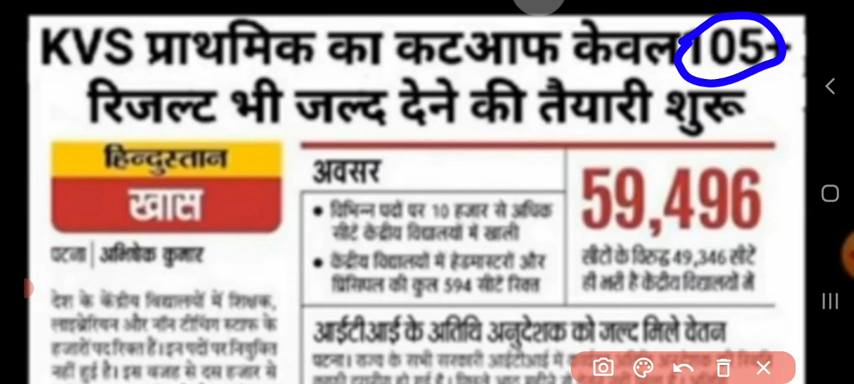 KVS प्राथमिक का कटआफ केवल 105+
रिजल्ट भी जल्द देने की तैयारी शुरू
हिन्दुस्तान
खास
पटना | अभिषेक कुमार
देश के केंद्रीय विद्यालयों में शिक्षक,
लाइब्रेरियन और नॉन टीचिंग स्टाफ के
हजारों पद रिक्त हैं। इन पदों पर नियुक्ति
नहीं हुई है। इस वजह से दस हजार से
अवसर
• विभिन्न पदों पर 10 हजार से अधिक
सीटें केंद्रीय विद्यालयों में खाली
• केंद्रीय विद्यालयों में हेडमास्टरों और
प्रिंसिपल की कुल 594 सीटें रिक्त
59,496
सीटों के विरुद्ध 49,346 सीटें
ही भरी हैं केंद्रीय विद्यालयों में
आईटीआई के अतिथि अनुदेशक को जल्द मिले वेतन
पटना। राज्य के सभी सरकारी आईटीआई में